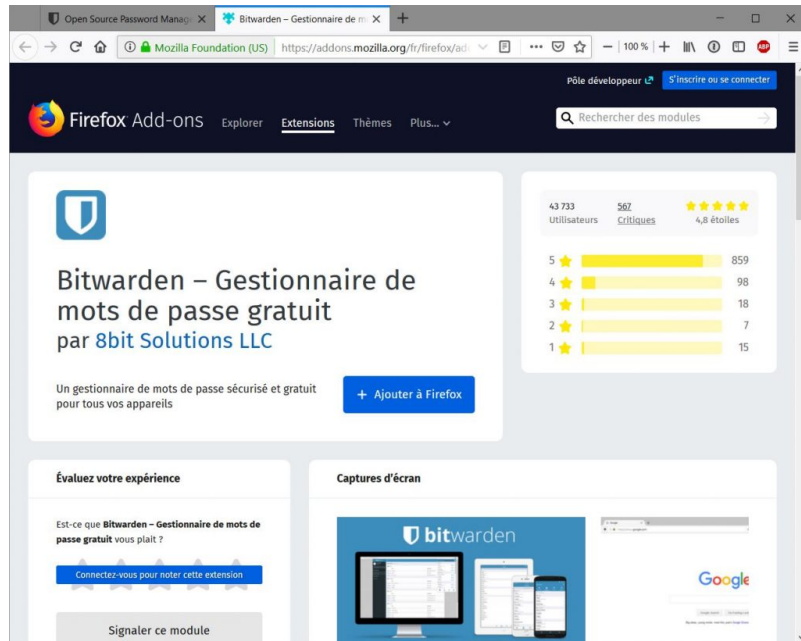 Open Source Password Manag
Bitwarden – Gestionnaire de m
Mozilla Foundation (US) https://addons.mozilla.org/fr/firefox/ad 100 % ABP
Pôle développeur S'inscrire ou se connecter
Firefox Add-ons Explorer Extensions Thèmes Plus... Rechercher des modules
Bitwarden – Gestionnaire de
mots de passe gratuit
par 8bit Solutions LLC
Un gestionnaire de mots de passe sécurisé et gratuit
pour tous vos appareils
+ Ajouter à Firefox
43 733 567
Utilisateurs Critiques 4,8 étoiles
5 859
4 98
3 18
2 7
1 15
Évaluez votre expérience
Est-ce que Bitwarden – Gestionnaire de mots de
passe gratuit vous plait ?
Connectez-vous pour noter cette extension
Signaler ce module
Captures d'écran
bitwarden
Google